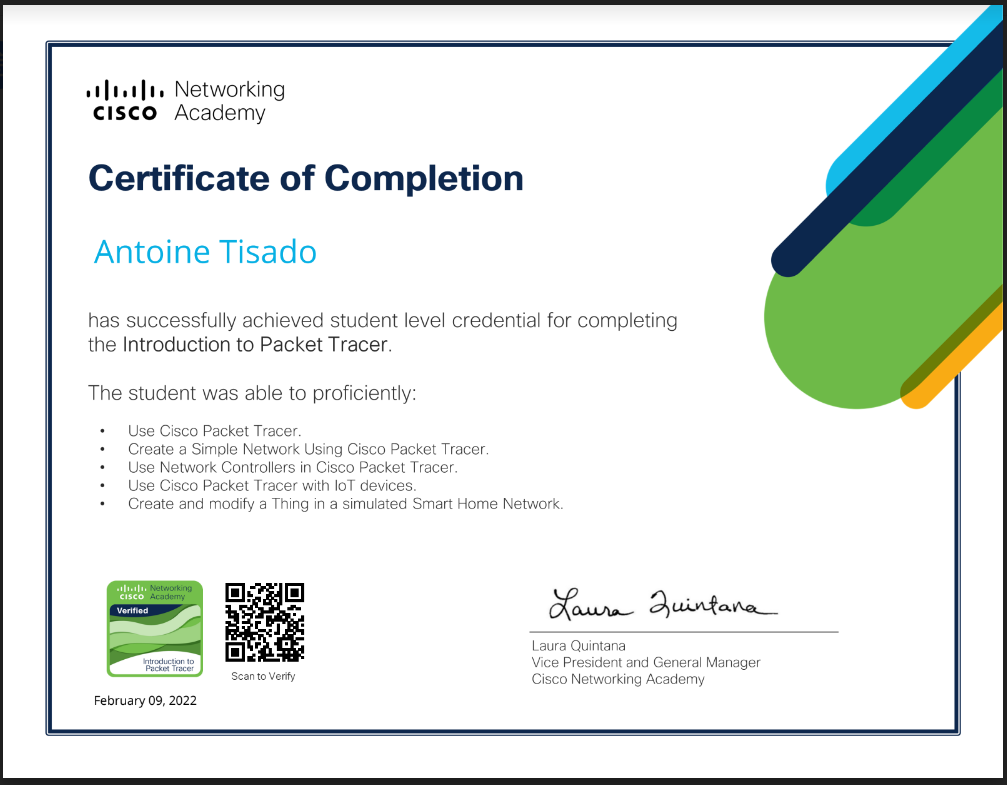 CISCO
Networking
Academy
Certificate of Completion
Antoine Tisado
has successfully achieved student level credential for completing
the Introduction to Packet Tracer.
The student was able to proficiently:
• Use Cisco Packet Tracer.
• Create a Simple Network Using Cisco Packet Tracer.
• Use Network Controllers in Cisco Packet Tracer.
• Use Cisco Packet Tracer with IoT devices.
• Create and modify a Thing in a simulated Smart Home Network.
CISCO
Networking
Academy
Verified
Introduction to
Packet Tracer
Scan to Verify
February 09, 2022
Laura Quintana
Laura Quintana
Vice President and General Manager
Cisco Networking Academy